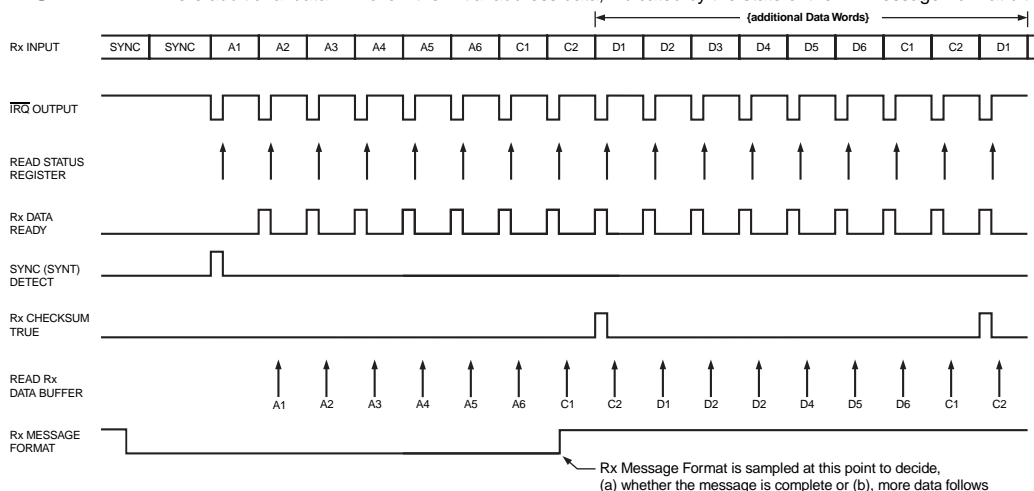 {additional Data Words}
Rx INPUT SYNC SYNC A1 A2 A3 A4 A5 A6 C1 C2 D1 D2 D3 D4 D5 D6 C1 C2 D1
IRQ OUTPUT
READ STATUS
REGISTER
Rx DATA
READY
SYNC (SYNT)
DETECT
Rx CHECKSUM
TRUE
READ Rx
DATA BUFFER
A1 A2 A3 A4 A5 A6 C1 C2 D1 D2 D2 D4 D5 D6 C1 C2
Rx MESSAGE
FORMAT
Rx Message Format is sampled at this point to decide,
(a) whether the message is complete or (b), more data follows